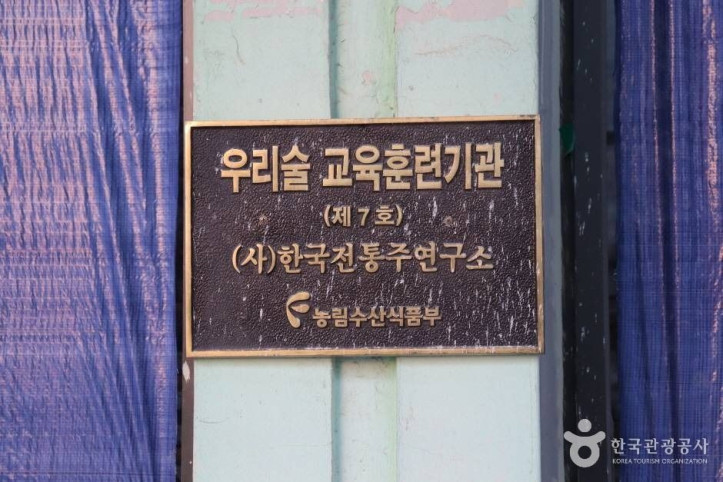 우리술 교육훈련기관
(제7호)
(사)한국전통주연구소
농림수산식품부
한국관광공사
KOREA TOURISM ORGANIZATION